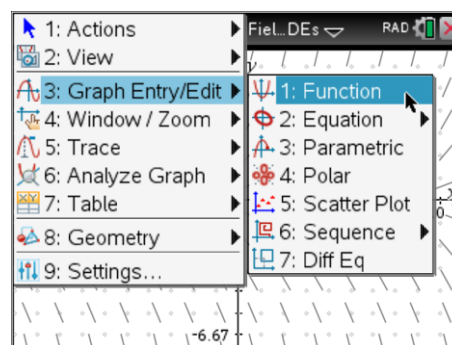 1: Actions
Fiel...DEs
RAD
2: View
3: Graph Entry/Edit
1: Function
4: Window / Zoom
2: Equation
5: Trace
3: Parametric
6: Analyze Graph
4: Polar
7: Table
5: Scatter Plot
8: Geometry
6: Sequence
9: Settings...
7: Diff Eq
-6.67